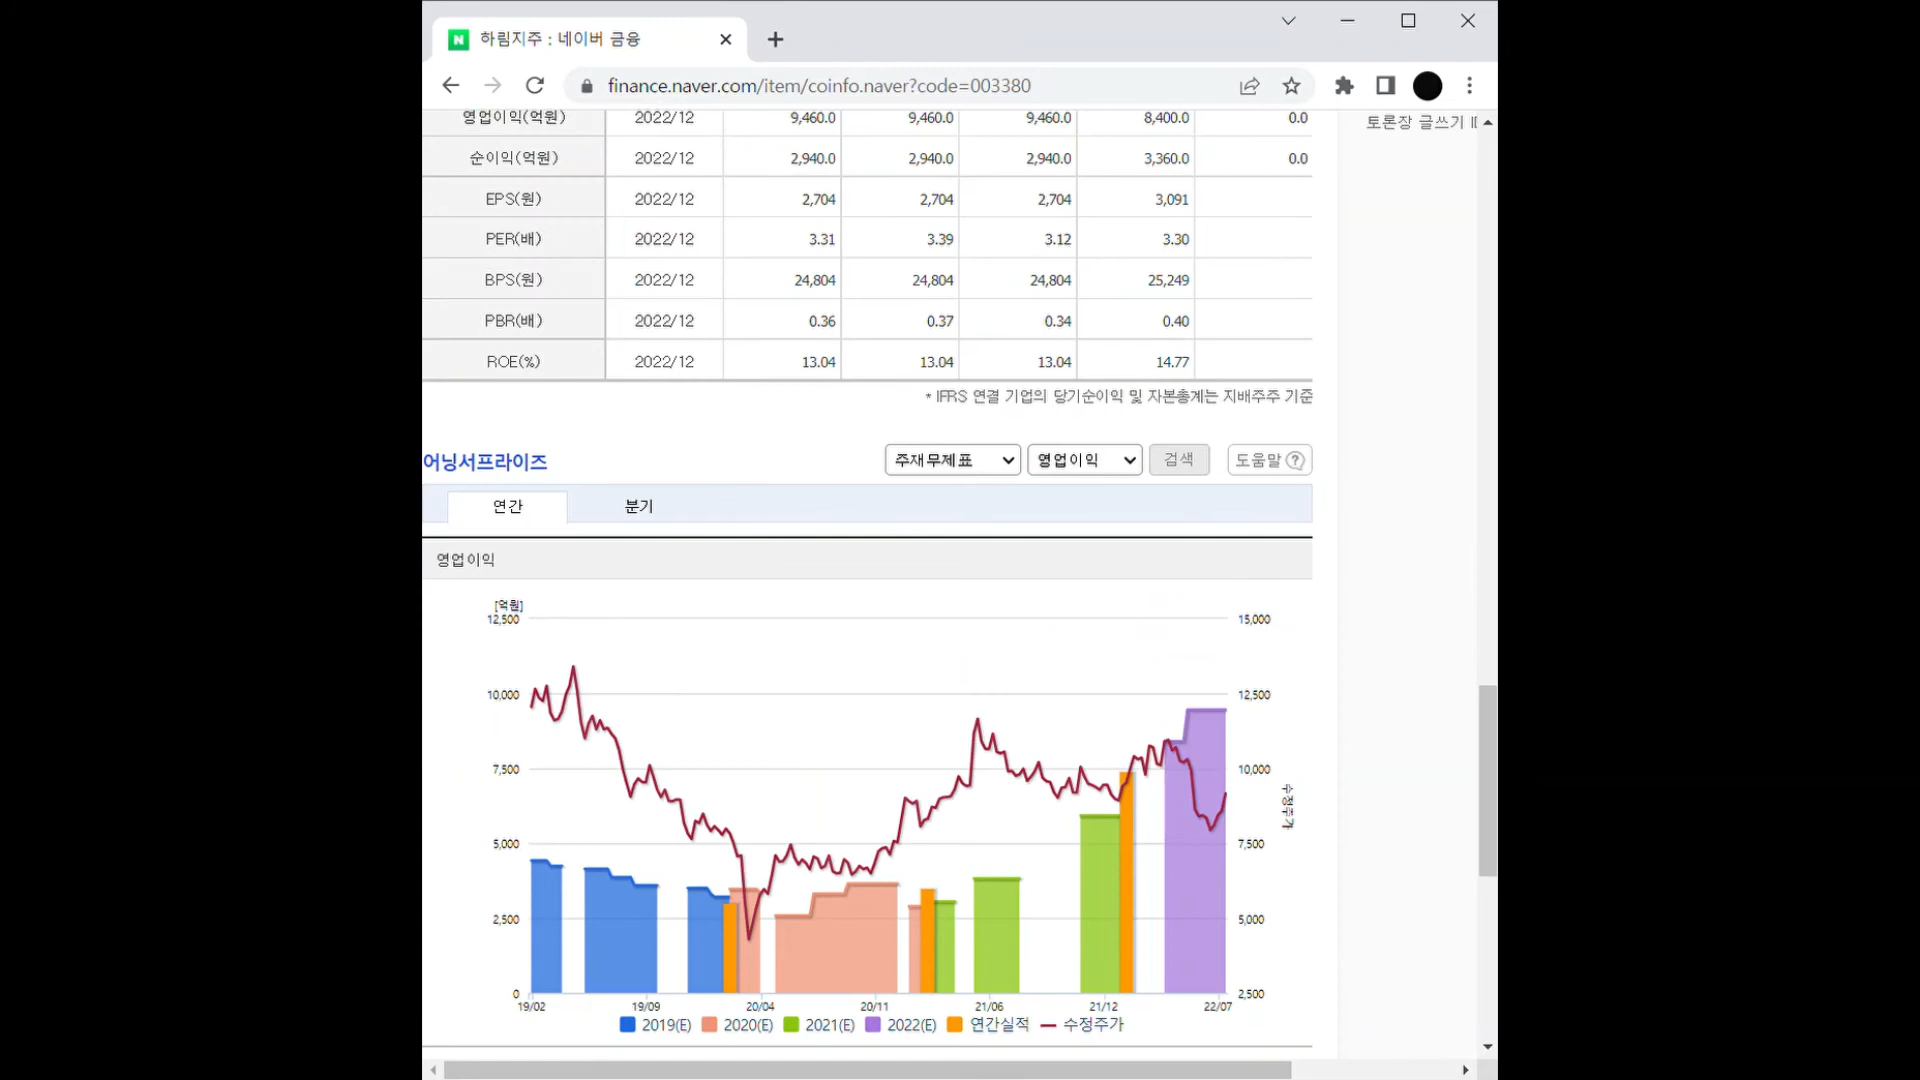 하림지주 : 네이버 금융
finance.naver.com/item/coinfo.naver?code=003380
영업이익(억원) 2022/12 9,460.0 9,460.0 9,460.0 8,400.0 0.0
토론장 글쓰기
순이익(억원) 2022/12 2,940.0 2,940.0 2,940.0 3,360.0 0.0
EPS(원) 2022/12 2,704 2,704 2,704 3,091
PER(배) 2022/12 3.31 3.39 3.12 3.30
BPS(원) 2022/12 24,804 24,804 24,804 25,249
PBR(배) 2022/12 0.36 0.37 0.34 0.40
ROE(%) 2022/12 13.04 13.04 13.04 14.77
* IFRS 연결 기업의 당기순이익 및 자본총계는 지배주주 기준
어닝서프라이즈 주재무제표 영업이익 검색 도움말 ?
연간 분기
영업이익
[억원]
12,500 15,000
10,000 12,500
7,500 10,000
수정주가
5,000 7,500
2,500 5,000
0 2,500
19/02 19/09 20/04 20/11 21/06 21/12 22/07
2019(E) 2020(E) 2021(E) 2022(E) 연간실적 수정주가